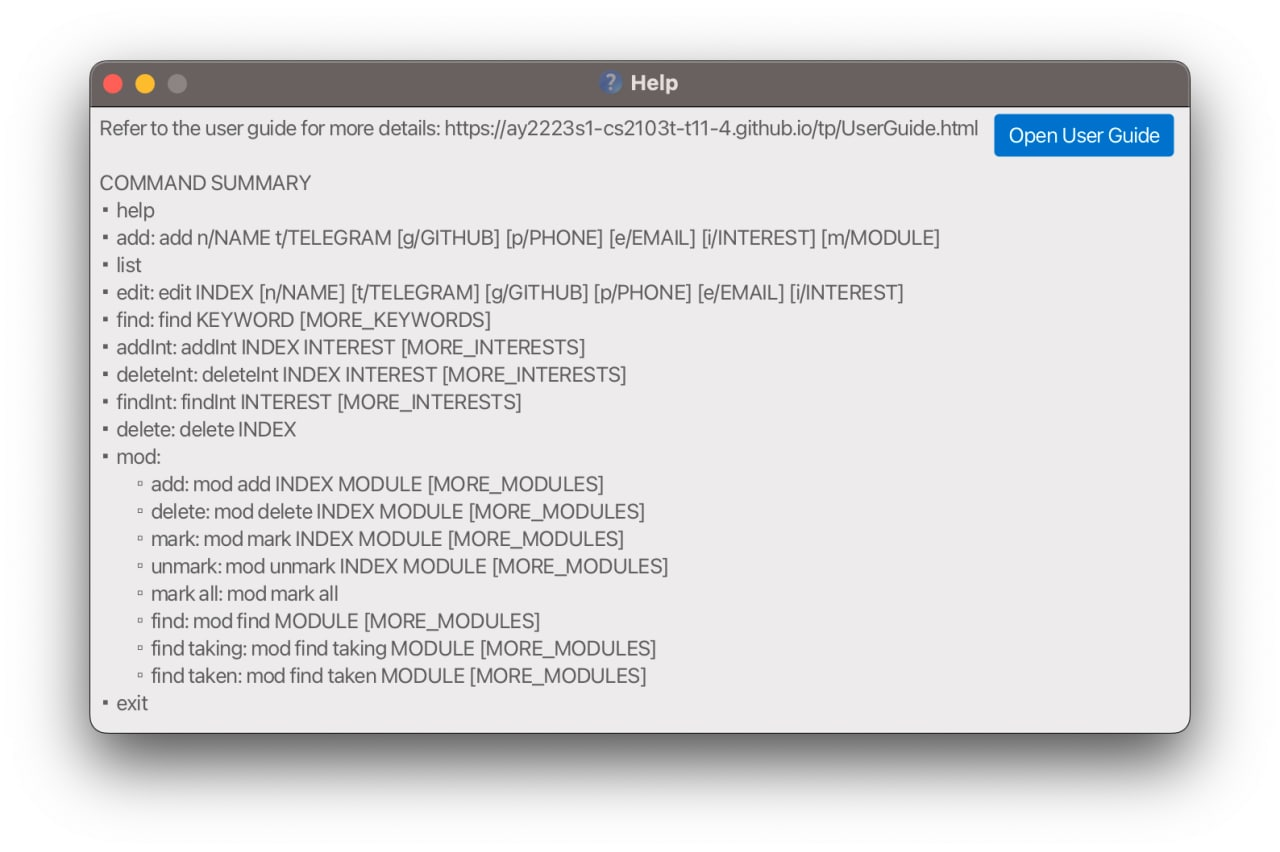 Help
Refer to the user guide for more details: https://ay2223s1-cs2103t-t11-4.github.io/tp/UserGuide.html
Open User Guide
COMMAND SUMMARY
▪ help
▪ add: add n/NAME t/TELEGRAM [g/GITHUB] [p/PHONE] [e/EMAIL] [i/INTEREST] [m/MODULE]
▪ list
▪ edit: edit INDEX [n/NAME] [t/TELEGRAM] [g/GITHUB] [p/PHONE] [e/EMAIL] [i/INTEREST]
▪ find: find KEYWORD [MORE_KEYWORDS]
▪ addInt: addInt INDEX INTEREST [MORE_INTERESTS]
▪ deleteInt: deleteInt INDEX INTEREST [MORE_INTERESTS]
▪ findInt: findInt INTEREST [MORE_INTERESTS]
▪ delete: delete INDEX
▪ mod:
▫ add: mod add INDEX MODULE [MORE_MODULES]
▫ delete: mod delete INDEX MODULE [MORE_MODULES]
▫ mark: mod mark INDEX MODULE [MORE_MODULES]
▫ unmark: mod unmark INDEX MODULE [MORE_MODULES]
▫ mark all: mod mark all
▫ find: mod find MODULE [MORE_MODULES]
▫ find taking: mod find taking MODULE [MORE_MODULES]
▫ find taken: mod find taken MODULE [MORE_MODULES]
▪ exit